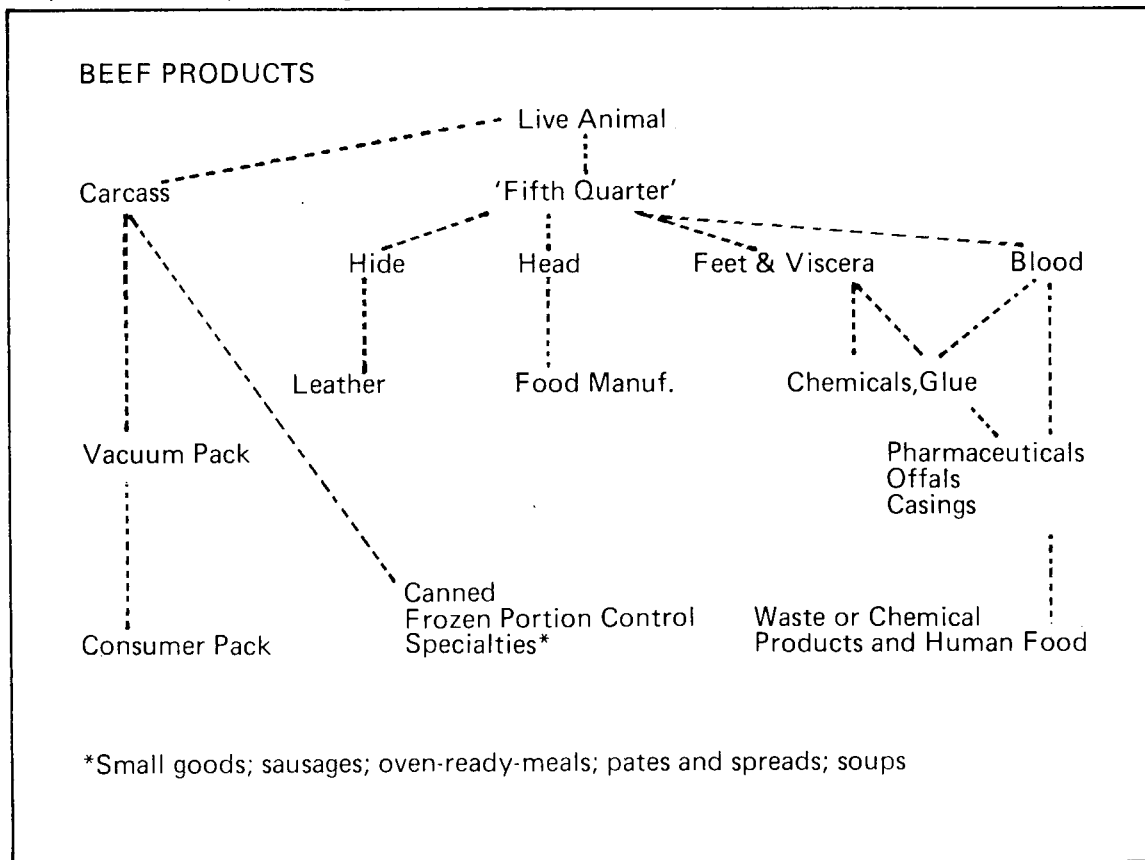 BEEF PRODUCTS
Live Animal
Carcass
'Fifth Quarter'
Hide
Head
Feet & Viscera
Blood
Leather
Food Manuf.
Chemicals,Glue
Vacuum Pack
Pharmaceuticals
Offals
Casings
Canned
Frozen Portion Control
Specialties*
Waste or Chemical
Products and Human Food
Consumer Pack
*Small goods; sausages; oven-ready-meals; pates and spreads; soups